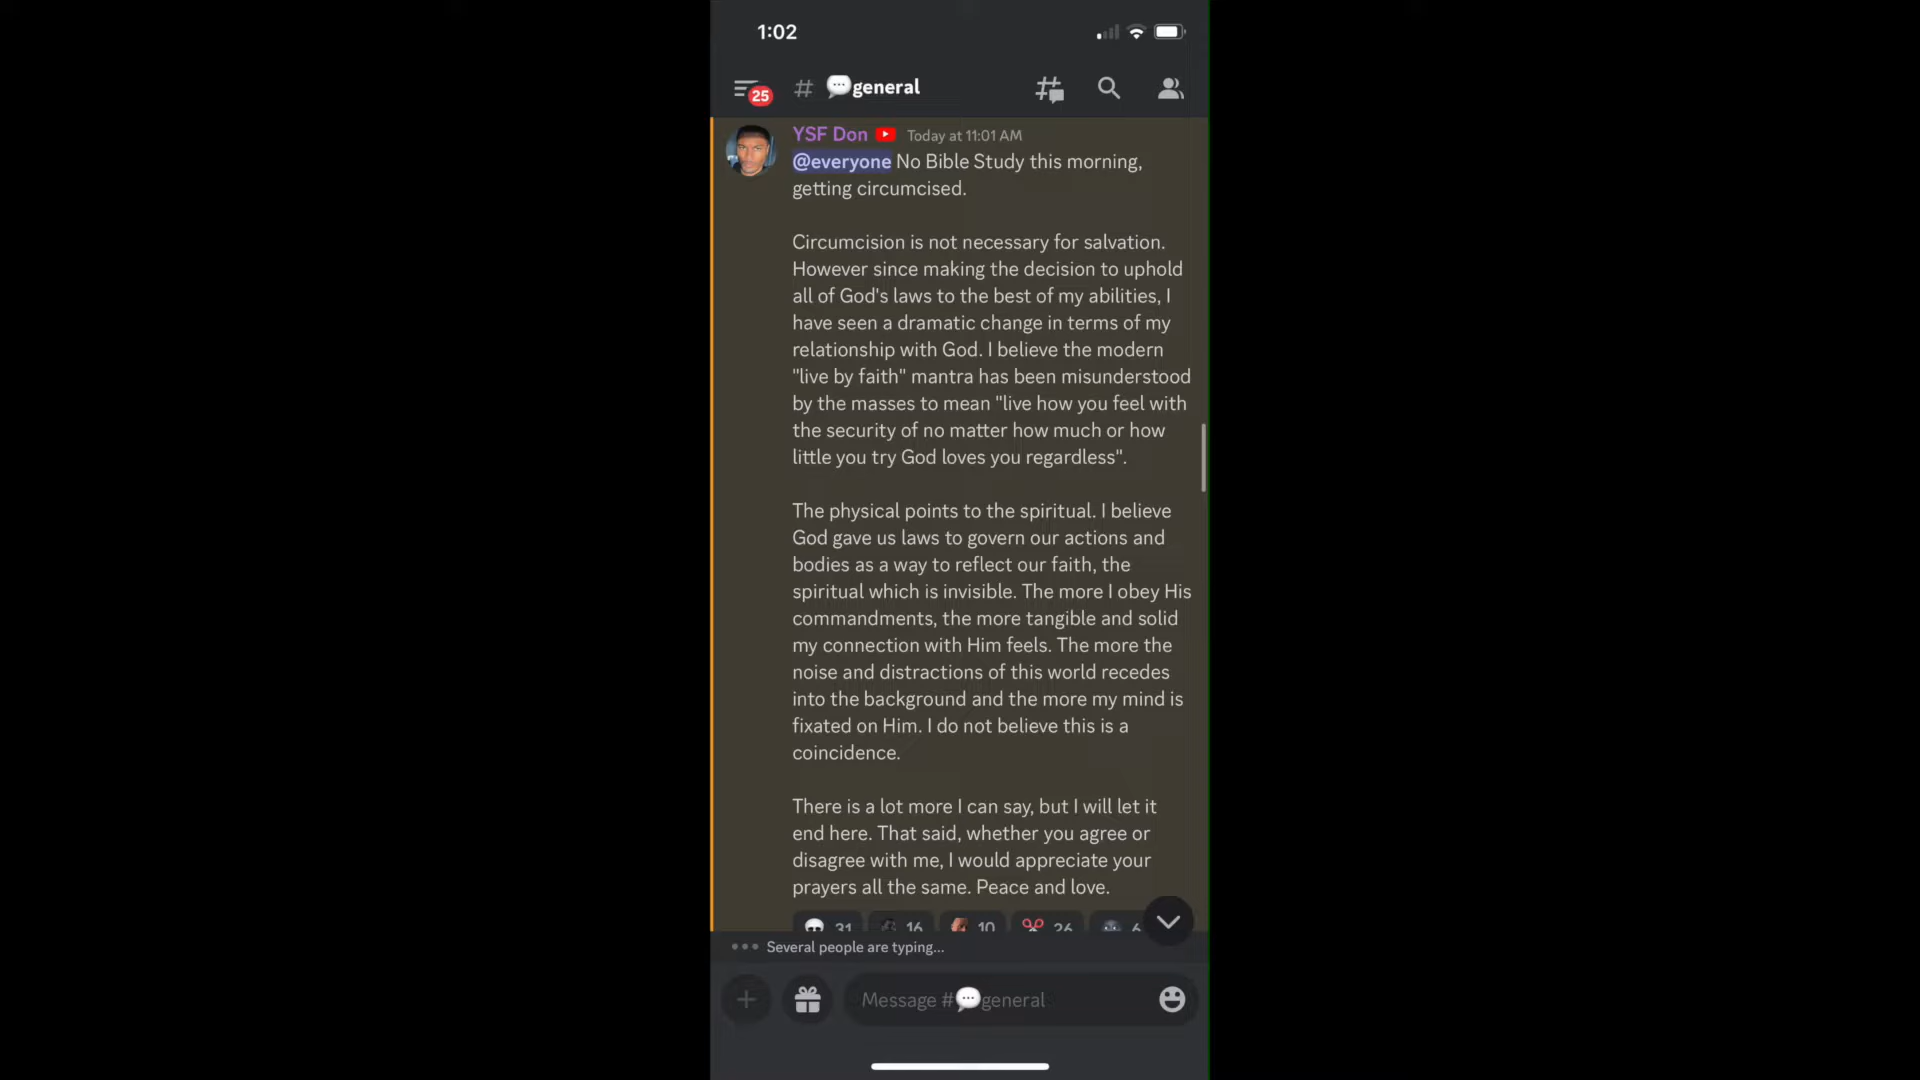 1:02
25
# 💬general
YSF Don Today at 11:01 AM
@everyone No Bible Study this morning,
getting circumcised.
Circumcision is not necessary for salvation.
However since making the decision to uphold
all of God's laws to the best of my abilities, I
have seen a dramatic change in terms of my
relationship with God. I believe the modern
"live by faith" mantra has been misunderstood
by the masses to mean "live how you feel with
the security of no matter how much or how
little you try God loves you regardless".
The physical points to the spiritual. I believe
God gave us laws to govern our actions and
bodies as a way to reflect our faith, the
spiritual which is invisible. The more I obey His
commandments, the more tangible and solid
my connection with Him feels. The more the
noise and distractions of this world recedes
into the background and the more my mind is
fixated on Him. I do not believe this is a
coincidence.
There is a lot more I can say, but I will let it
end here. That said, whether you agree or
disagree with me, I would appreciate your
prayers all the same. Peace and love.
31 16 10 26 6
Several people are typing...
Message #💬general